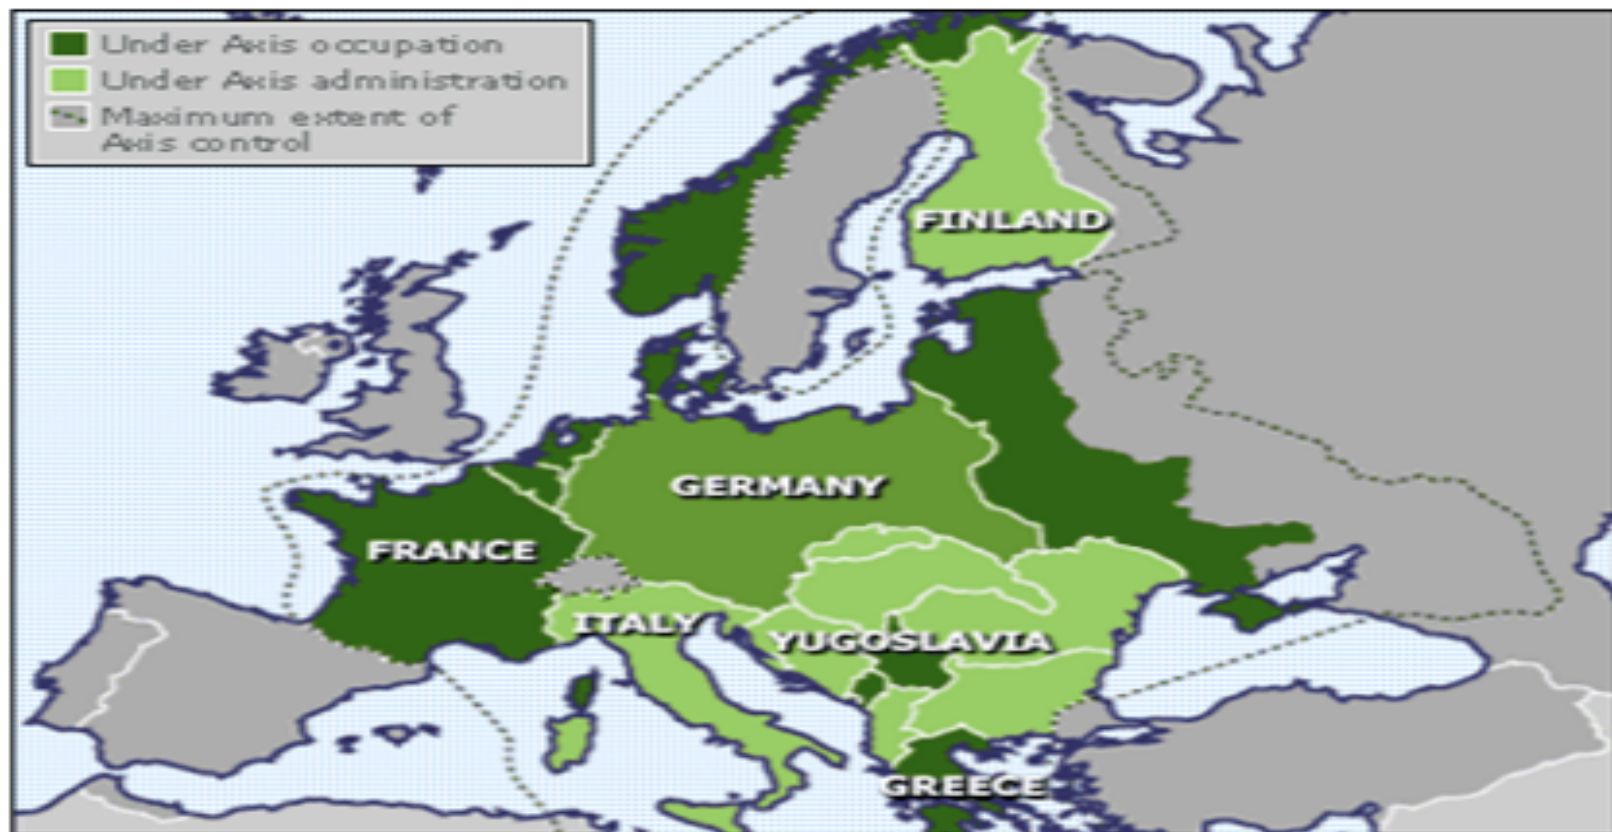 Under Axis occupation
Under Axis administration
Maximum extent of
Axis control
FINLAND
GERMANY
FRANCE
ITALY
YUGOSLAVIA
GREECE